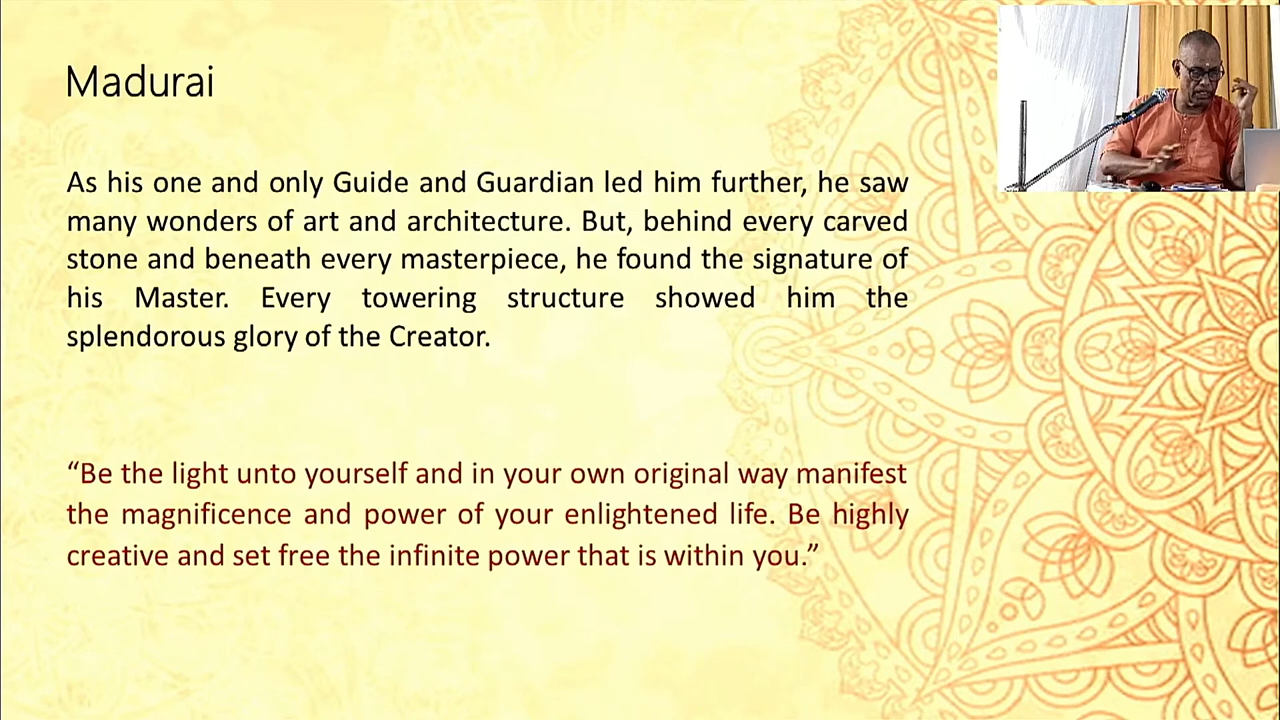 Madurai
As his one and only Guide and Guardian led him further, he saw
many wonders of art and architecture. But, behind every carved
stone and beneath every masterpiece, he found the signature of
his Master. Every towering structure showed him the
splendorous glory of the Creator.
“Be the light unto yourself and in your own original way manifest
the magnificence and power of your enlightened life. Be highly
creative and set free the infinite power that is within you.”